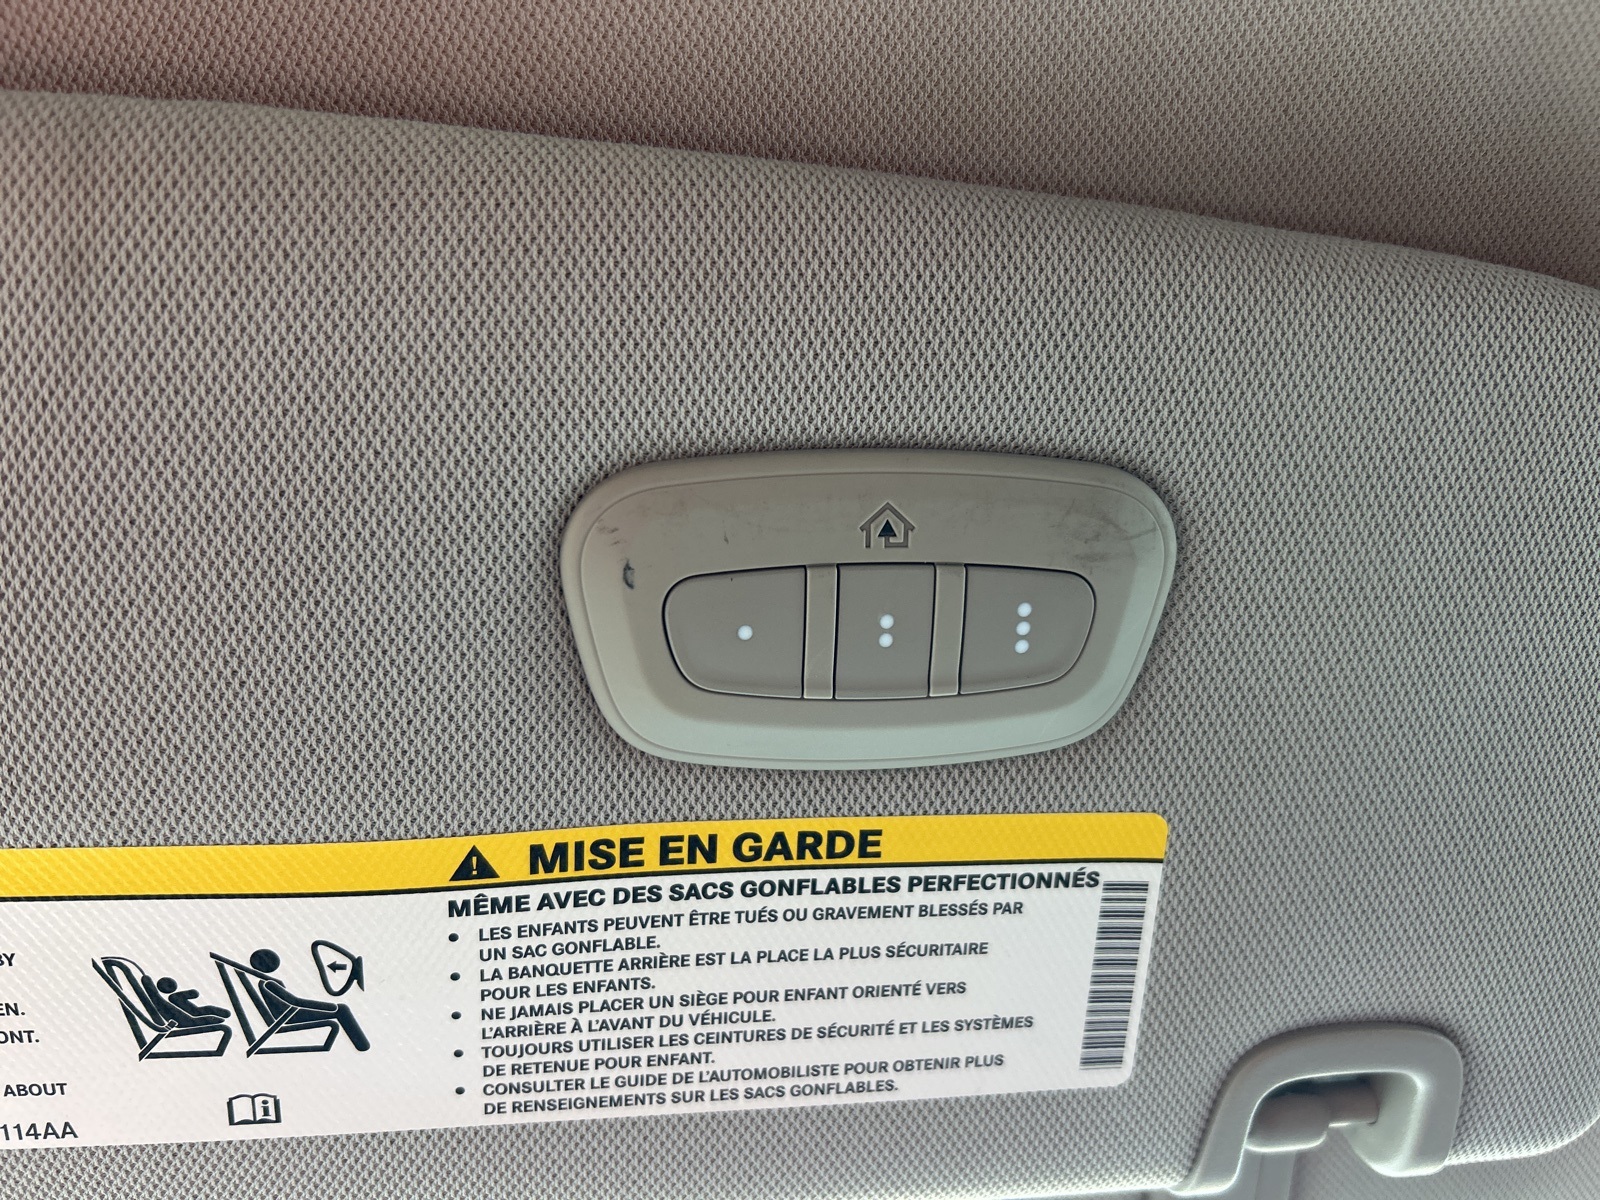 MISE EN GARDE
MÊME AVEC DES SACS GONFLABLES PERFECTIONNÉS
• LES ENFANTS PEUVENT ÊTRE TUÉS OU GRAVEMENT BLESSÉS PAR
UN SAC GONFLABLE.
• LA BANQUETTE ARRIÈRE EST LA PLACE LA PLUS SÉCURITAIRE
POUR LES ENFANTS.
• NE JAMAIS PLACER UN SIÈGE POUR ENFANT ORIENTÉ VERS
L'ARRIÈRE À L'AVANT DU VÉHICULE.
• TOUJOURS UTILISER LES CEINTURES DE SÉCURITÉ ET LES SYSTÈMES
DE RETENUE POUR ENFANT.
• CONSULTER LE GUIDE DE L'AUTOMOBILISTE POUR OBTENIR PLUS
DE RENSEIGNEMENTS SUR LES SACS GONFLABLES.
BY
EN.
ONT.
ABOUT
114AA